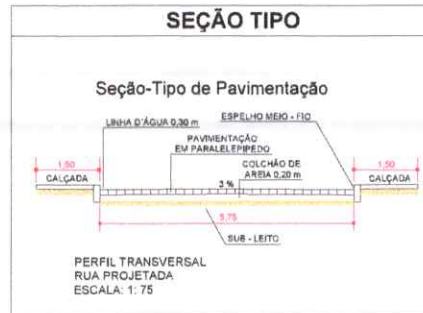 SEÇÃO TIPO
Seção-Tipo de Pavimentação
LINHA D'ÁGUA 0,30 m
ESPELHO MEIO - FIO
PAVIMENTAÇÃO
EM PARALELEPIPEDO
1,50
COLCHÃO DE
AREIA 0,20 m
1,50
CALÇADA
3 %
CALÇADA
5,75
SUB - LEITO
PERFIL TRANSVERSAL
RUA PROJETADA
ESCALA: 1: 75